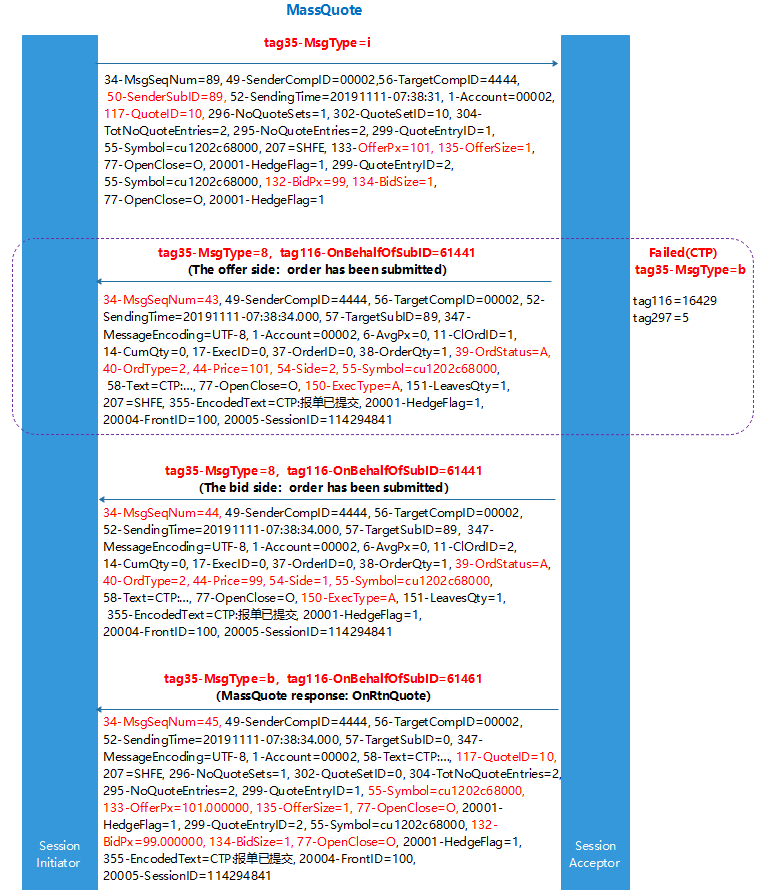 MassQuote
tag35-MsgType=i
34-MsgSeqNum=89, 49-SenderCompID=00002,56-TargetCompID=4444,
50-SenderSubID=89, 52-SendingTime=20191111-07:38:31, 1-Account=00002,
117-QuoteID=10, 296-NoQuoteSets=1, 302-QuoteSetID=10, 304-
TotNoQuoteEntries=2, 295-NoQuoteEntries=2, 299-QuoteEntryID=1,
55-Symbol=cu1202c68000, 207=SHFE, 133-OfferPx=101, 135-OfferSize=1,
77-OpenClose=O, 20001-HedgeFlag=1, 299-QuoteEntryID=2,
55-Symbol=cu1202c68000, 132-BidPx=99, 134-BidSize=1,
77-OpenClose=O, 20001-HedgeFlag=1
tag35-MsgType=8, tag116-OnBehalfOfSubID=61441
(The offer side: order has been submitted)
Failed(CTP)
tag35-MsgType=b
tag116=16429
tag297=5
34-MsgSeqNum=43, 49-SenderCompID=4444, 56-TargetCompID=00002, 52-
SendingTime=20191111-07:38:34.000, 57-TargetSubID=89, 347-
MessageEncoding=UTF-8, 1-Account=00002, 6-AvgPx=0, 11-ClOrdID=1,
14-CumQty=0, 17-ExecID=0, 37-OrderID=0, 38-OrderQty=1, 39-OrdStatus=A,
40-OrdType=2, 44-Price=101, 54-Side=2, 55-Symbol=cu1202c68000,
58-Text=CTP:..., 77-OpenClose=O, 150-ExecType=A, 151-LeavesQty=1,
207=SHFE, 355-EncodedText=CTP:报单已提交, 20001-HedgeFlag=1,
20004-FrontID=100, 20005-SessionID=114294841
tag35-MsgType=8, tag116-OnBehalfOfSubID=61441
(The bid side: order has been submitted)
34-MsgSeqNum=44, 49-SenderCompID=4444, 56-TargetCompID=00002,
52-SendingTime=20191111-07:38:34.000, 57-TargetSubID=89, 347-
MessageEncoding=UTF-8, 1-Account=00002, 6-AvgPx=0, 11-ClOrdID=2,
14-CumQty=0, 17-ExecID=0, 37-OrderID=0, 38-OrderQty=1, 39-OrdStatus=A,
40-OrdType=2, 44-Price=99, 54-Side=1, 55-Symbol=cu1202c68000,
58-Text=CTP:..., 77-OpenClose=O, 150-ExecType=A, 151-LeavesQty=1,
355-EncodedText=CTP:报单已提交, 20001-HedgeFlag=1,
20004-FrontID=100, 20005-SessionID=114294841
tag35-MsgType=b, tag116-OnBehalfOfSubID=61461
(MassQuote response: OnRtnQuote)
34-MsgSeqNum=45, 49-SenderCompID=4444, 56-TargetCompID=00002,
52-SendingTime=20191111-07:38:34.000, 57-TargetSubID=0, 347-
MessageEncoding=UTF-8, 1-Account=00002, 58-Text=CTP:..., 117-QuoteID=10,
207=SHFE, 296-NoQuoteSets=1, 302-QuoteSetID=0, 304-TotNoQuoteEntries=2,
295-NoQuoteEntries=2, 299-QuoteEntryID=1, 55-Symbol=cu1202c68000,
133-OfferPx=101.000000, 135-OfferSize=1, 77-OpenClose=O, 20001-
HedgeFlag=1, 299-QuoteEntryID=2, 55-Symbol=cu1202c68000, 132-
BidPx=99.000000, 134-BidSize=1, 77-OpenClose=O, 20001-HedgeFlag=1,
355-EncodedText=CTP:报单已提交, 20004-FrontID=100,
20005-SessionID=114294841
Session
Initiator
Session
Acceptor